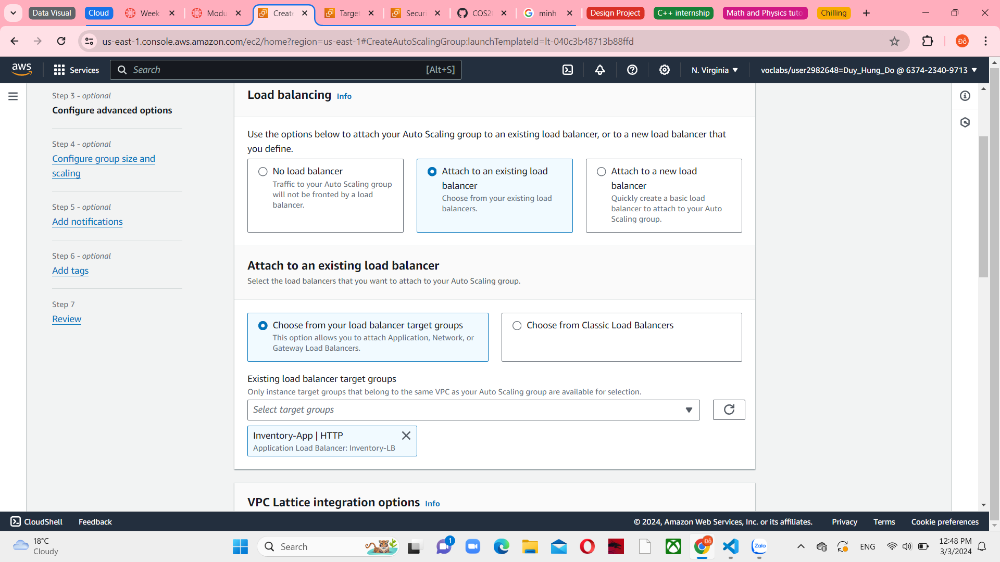 Data Visual
Cloud
Week
Modu
Create
Target
Securi
COS20
minh
Design Project
C++ internship
Math and Physics tuto
Chilling
us-east-1.console.aws.amazon.com/ec2/home?region=us-east-1#CreateAutoScalingGroup:launchTemplateId=lt-040c3b48713b88ffd
Đỗ
aws
Services
Search
[Alt+S]
N. Virginia
voclabs/user2982648=Duy_Hung_Do @ 6374-2340-9713
Step 3 - optional
Configure advanced options
Step 4 - optional
Configure group size and
scaling
Step 5 - optional
Add notifications
Step 6 - optional
Add tags
Step 7
Review
Load balancing Info
Use the options below to attach your Auto Scaling group to an existing load balancer, or to a new load balancer that
you define.
No load balancer
Traffic to your Auto Scaling group
will not be fronted by a load
balancer.
Attach to an existing load
balancer
Choose from your existing load
balancers.
Attach to a new load
balancer
Quickly create a basic load
balancer to attach to your Auto
Scaling group.
Attach to an existing load balancer
Select the load balancers that you want to attach to your Auto Scaling group.
Choose from your load balancer target groups
This option allows you to attach Application, Network, or
Gateway Load Balancers.
Choose from Classic Load Balancers
Existing load balancer target groups
Only instance target groups that belong to the same VPC as your Auto Scaling group are available for selection.
Select target groups
Inventory-App | HTTP
Application Load Balancer: Inventory-LB
VPC Lattice integration options Info
CloudShell
Feedback
© 2024, Amazon Web Services, Inc. or its affiliates.
Privacy
Terms
Cookie preferences
18°C
Cloudy
Search
1
Đỗ
Zalo
ENG
12:48 PM
3/3/2024